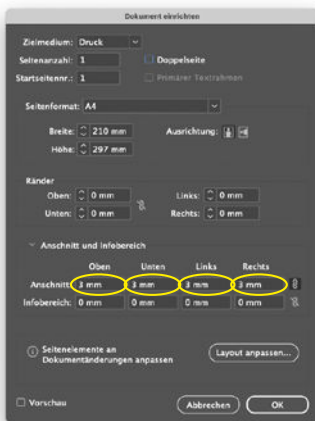 Dokument einrichten
Zielmedium: Druck
Seitenanzahl: 1 Doppelseite
Startseitennr.: 1 Primärer Textrahmen
Seitenformat: A4
Breite: 210 mm Ausrichtung:
Höhe: 297 mm
Ränder
Oben: 0 mm Links: 0 mm
Unten: 0 mm Rechts: 0 mm
Anschnitt und Infobereich
Oben Unten Links Rechts
Anschnitt: 3 mm 3 mm 3 mm 3 mm
Infobereich: 0 mm 0 mm 0 mm 0 mm
Seitenelemente an
Dokumentänderungen anpassen
Layout anpassen...
Vorschau Abbrechen OK